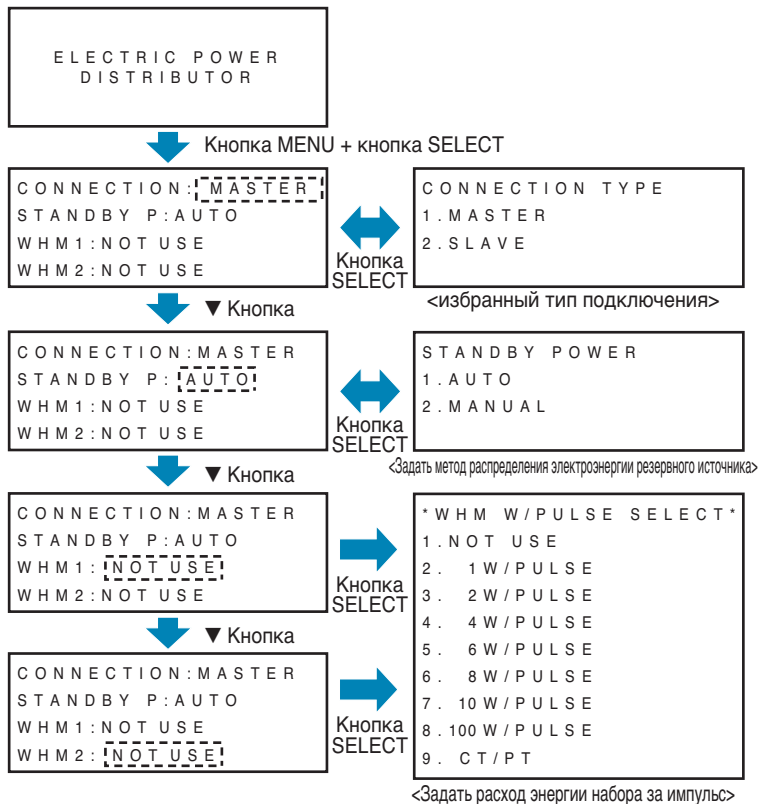 ELECTRIC POWER
DISTRIBUTOR
Кнопка MENU + кнопка SELECT
CONNECTION: MASTER
STANDBY P:AUTO
WHM1:NOT USE
WHM2:NOT USE
Кнопка
SELECT
CONNECTION TYPE
1.MASTER
2.SLAVE
<избранный тип подключения>
▼ Кнопка
CONNECTION:MASTER
STANDBY P: AUTO
WHM1:NOT USE
WHM2:NOT USE
Кнопка
SELECT
STANDBY POWER
1.AUTO
2.MANUAL
<Задать метод распределения электроэнергии резервного источника>
▼ Кнопка
CONNECTION:MASTER
STANDBY P:AUTO
WHM1: NOT USE
WHM2:NOT USE
Кнопка
SELECT
*WHM W/PULSE SELECT*
1.NOT USE
2. 1W/PULSE
3. 2W/PULSE
4. 4W/PULSE
5. 6W/PULSE
6. 8W/PULSE
7. 10W/PULSE
8.100W/PULSE
9. CT/PT
▼ Кнопка
CONNECTION:MASTER
STANDBY P:AUTO
WHM1:NOT USE
WHM2: NOT USE
Кнопка
SELECT
<Задать расход энергии набора за импульс>